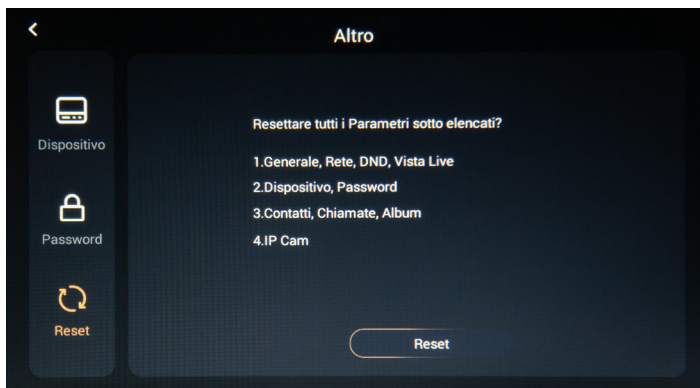 Altro
Dispositivo
Password
Reset
Resettare tutti i Parametri sotto elencati?
1.Generale, Rete, DND, Vista Live
2.Dispositivo, Password
3.Contatti, Chiamate, Album
4.IP Cam
Reset